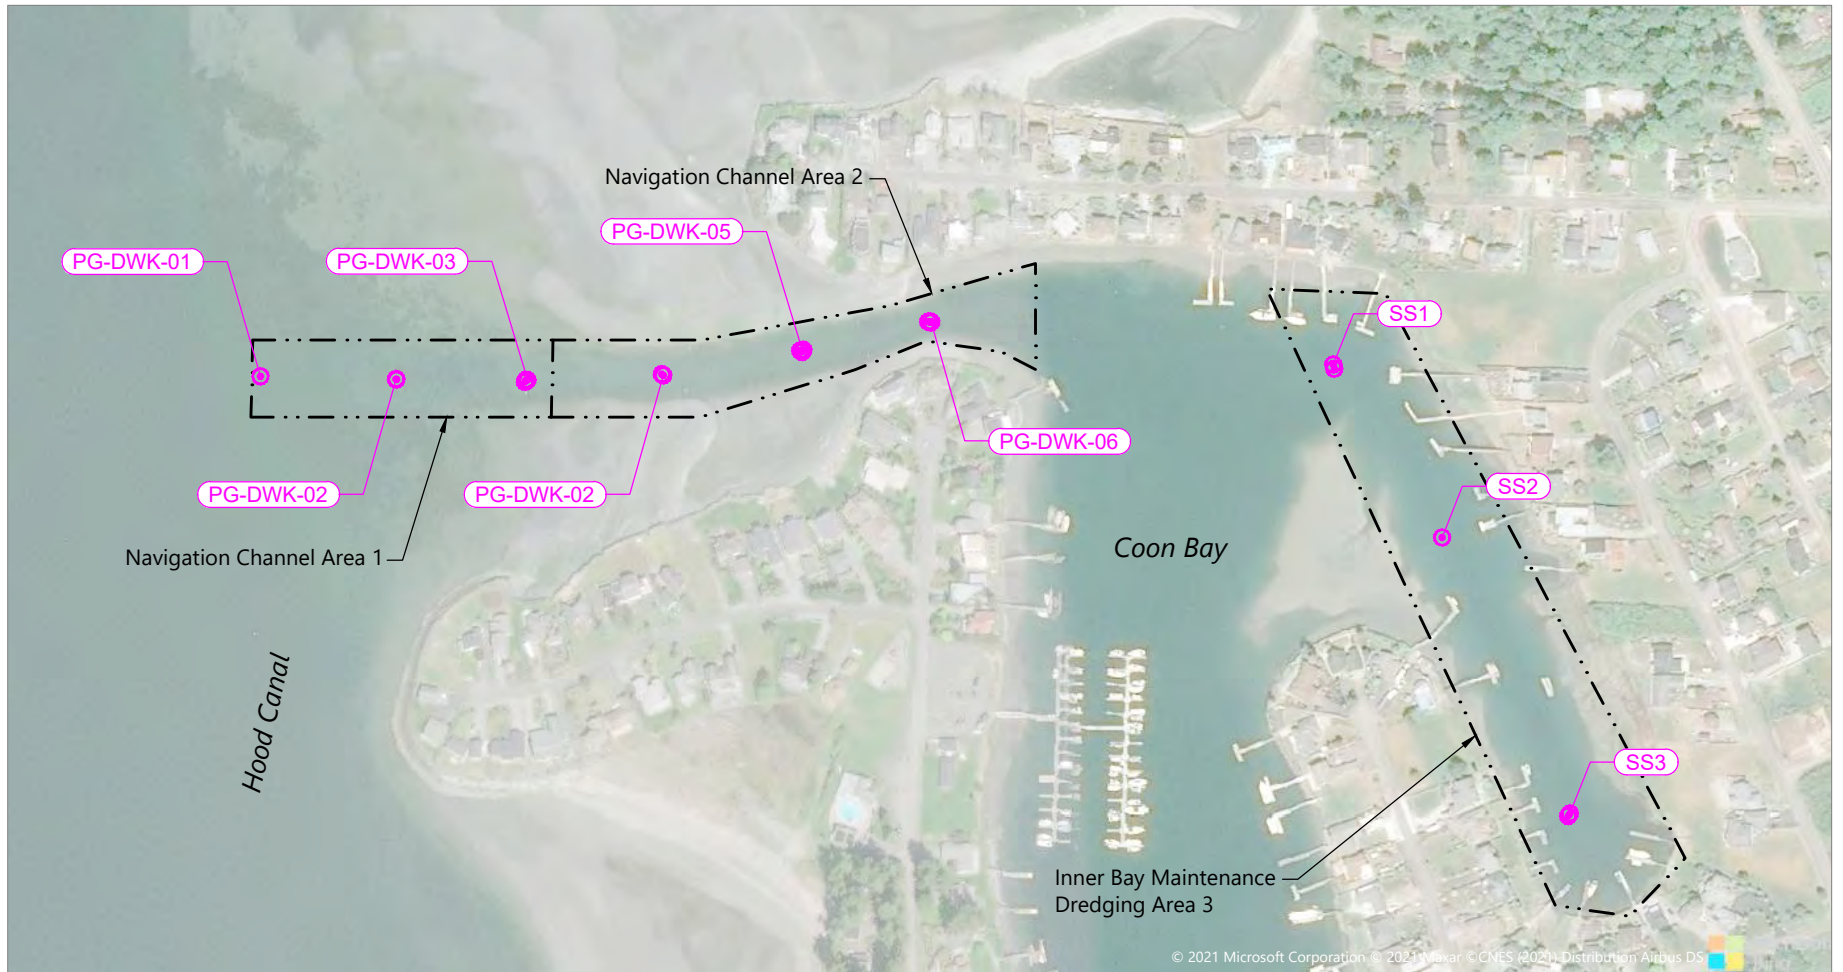 Navigation Channel Area 2
PG-DWK-05
PG-DWK-01
PG-DWK-03
SS1
PG-DWK-06
SS2
PG-DWK-02
PG-DWK-02
Coon Bay
Navigation Channel Area 1
Hood Canal
SS3
Inner Bay Maintenance
Dredging Area 3
© 2021 Microsoft Corporation © 2021 Maxar ©CNES (2021) Distribution Airbus DS